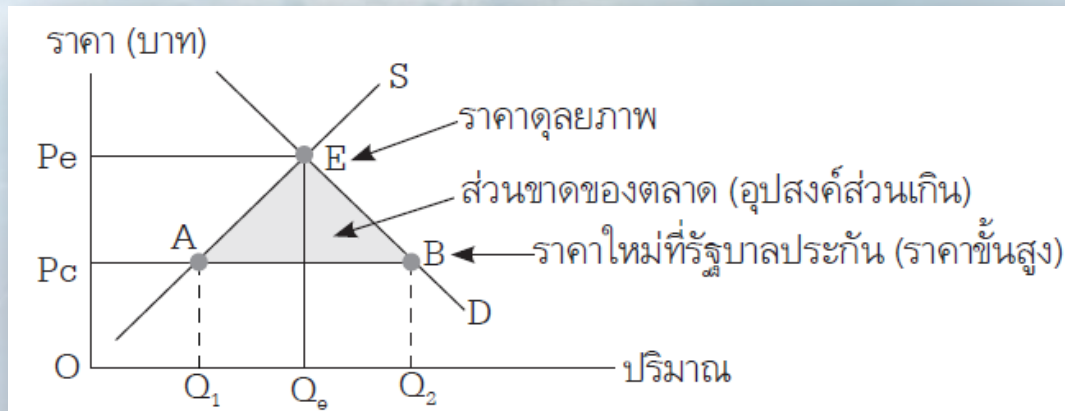 ราคา (บาท)
S
ราคาดุลยภาพ
Pe
E
ส่วนขาดของตลาด (อุปสงค์ส่วนเกิน)
A
B
ราคาใหม่ที่รัฐบาลประกัน (ราคาขั้นสูง)
Pc
D
O
ปริมาณ
Q₁
Qₑ
Q₂